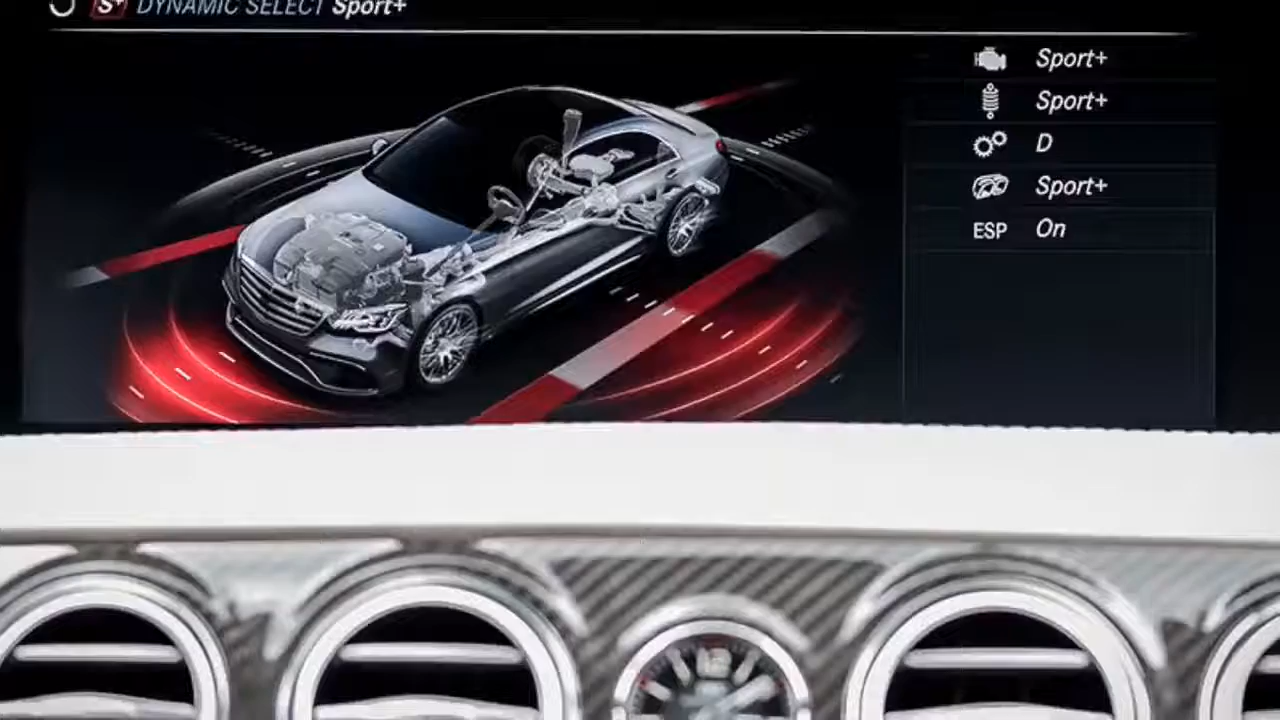 S+ DYNAMIC SELECT Sport+
Sport+
Sport+
D
Sport+
ESP On